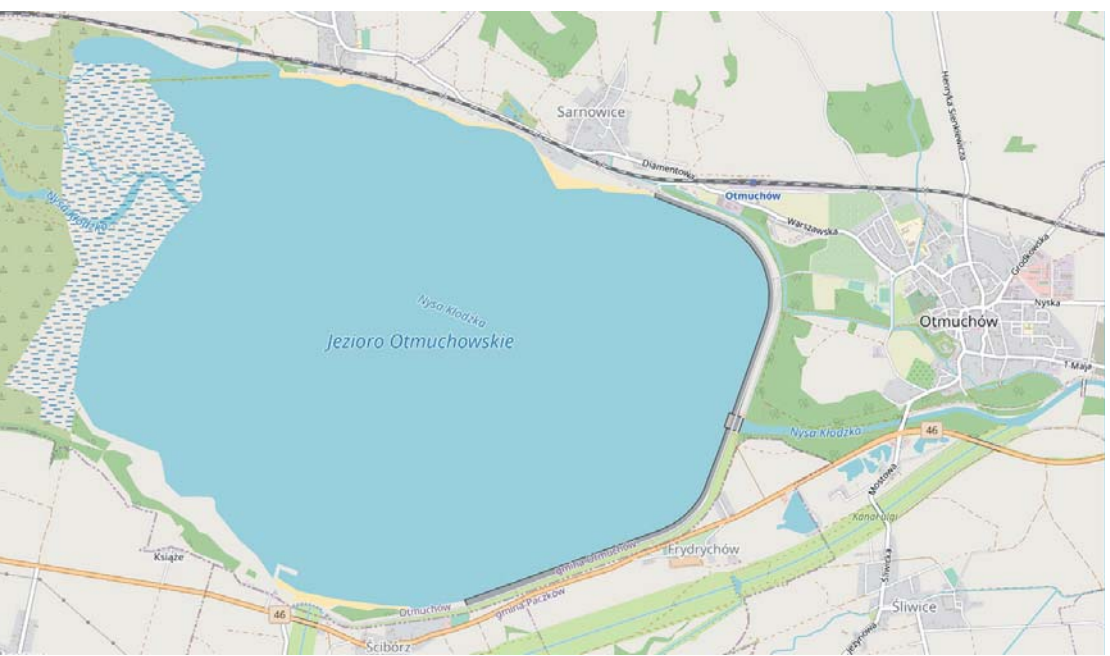 Sarnowice
Henryka Sienkiewicza
Diamentowa
Otmuchów
Nysa Kłodzka
Warszawska
Grodkowska
Nysa Kłodzka
Jezioro Otmuchowskie
Nyska
Otmuchów
1 Maja
Nysa Kłodzka
46
Mostowa
Kanał ulgi
Frydrychów
gmina Otmuchów
Książe
Śliwicka
gmina Paczków
Otmuchów
46
Śliwice
Ścibórz
Jeżynowa